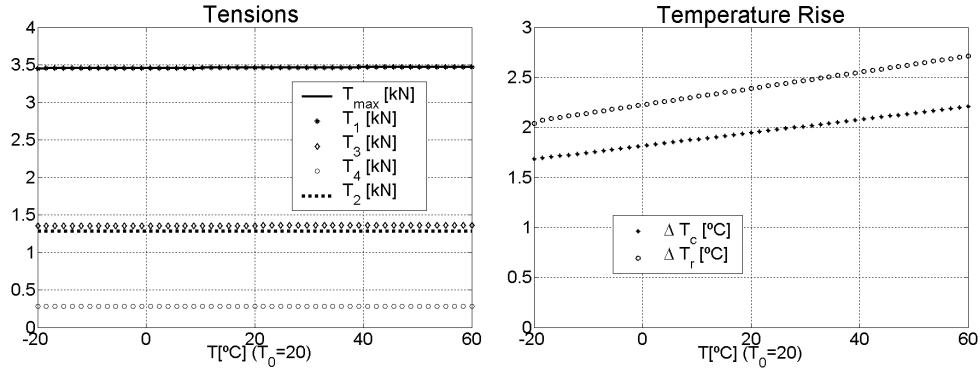 Tensions
4
3.5
3
2.5
2
1.5
1
0.5
0
-20
0
20
40
60
T[ºC] (T0=20)
Tmax [kN]
T1 [kN]
T3 [kN]
T4 [kN]
T2 [kN]
Temperature Rise
3
2.5
2
1.5
1
0.5
0
-20
0
20
40
60
T[ºC] (T0=20)
Δ Tc [ºC]
Δ Tr [ºC]